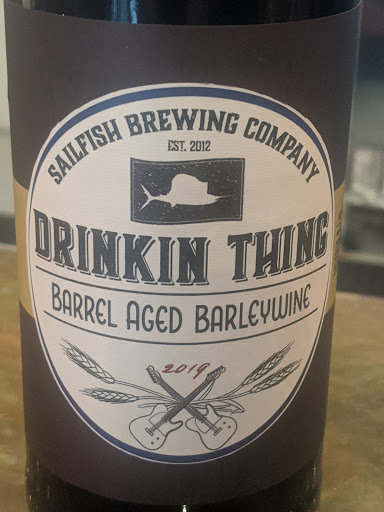 SAILFISH BREWING COMPANY
EST. 2012
DRINKIN THING
BARREL AGED BARLEYWINE
2019